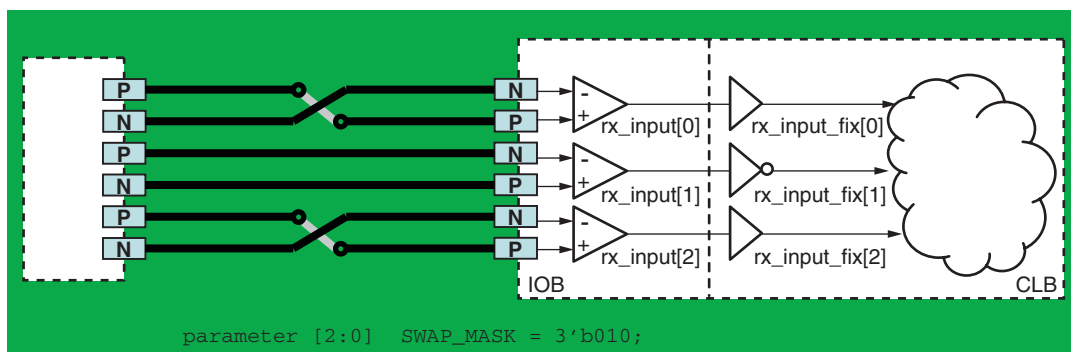 P N - rx_input[0] rx_input_fix[0]
N P +
P N - rx_input[1] rx_input_fix[1]
N P +
P N - rx_input[2] rx_input_fix[2]
N P +
IOB CLB
parameter [2:0] SWAP_MASK = 3’b010;